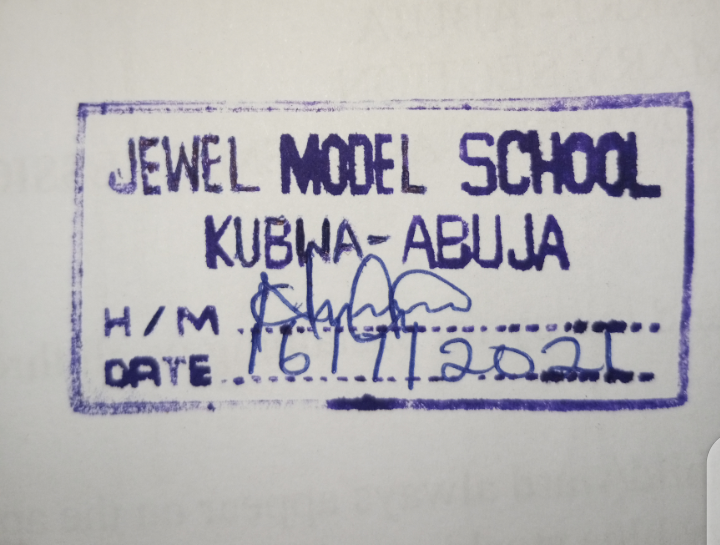 JEWEL MODEL SCHOOL
KUBWA-ABUJA
H/M
DATE 16/7/2021